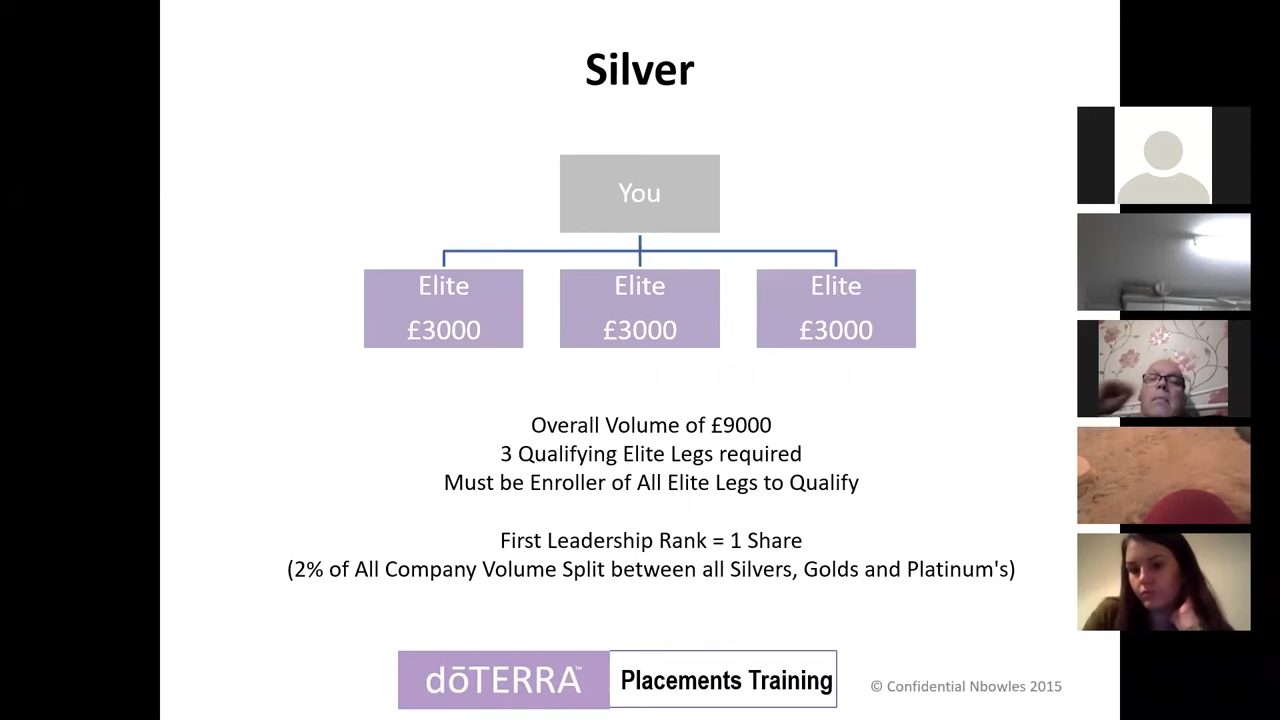 Silver
You
Elite
£3000
Elite
£3000
Elite
£3000
Overall Volume of £9000
3 Qualifying Elite Legs required
Must be Enroller of All Elite Legs to Qualify
First Leadership Rank = 1 Share
(2% of All Company Volume Split between all Silvers, Golds and Platinum's)
dōTERRA™
Placements Training
© Confidential Nbowles 2015